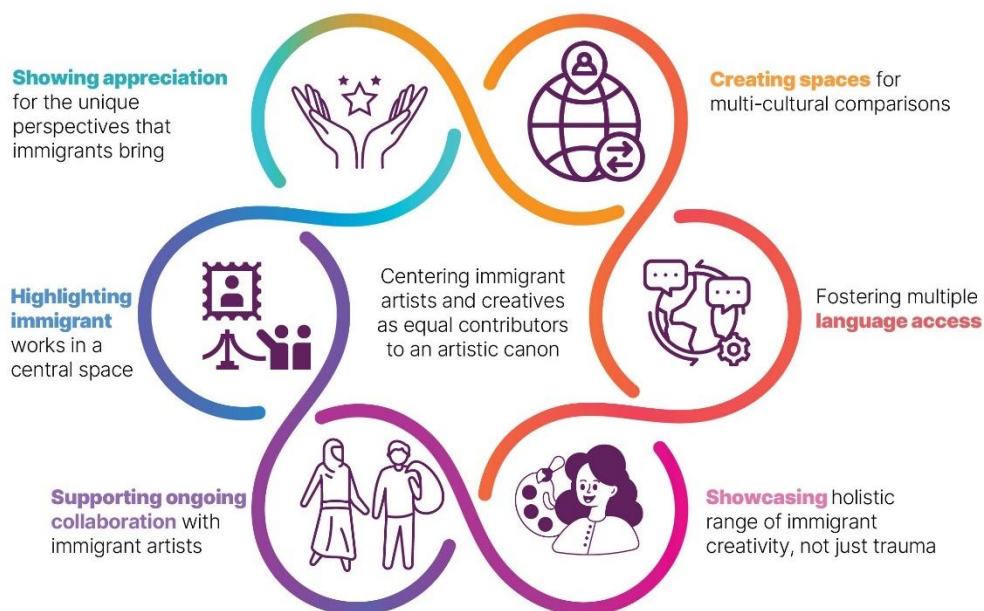 Showing appreciation
for the unique
perspectives that
immigrants bring
Creating spaces for
multi-cultural comparisons
Highlighting
immigrant
works in a
central space
Centering immigrant
artists and creatives
as equal contributors
to an artistic canon
Fostering multiple
language access
Supporting ongoing
collaboration with
immigrant artists
Showcasing holistic
range of immigrant
creativity, not just trauma